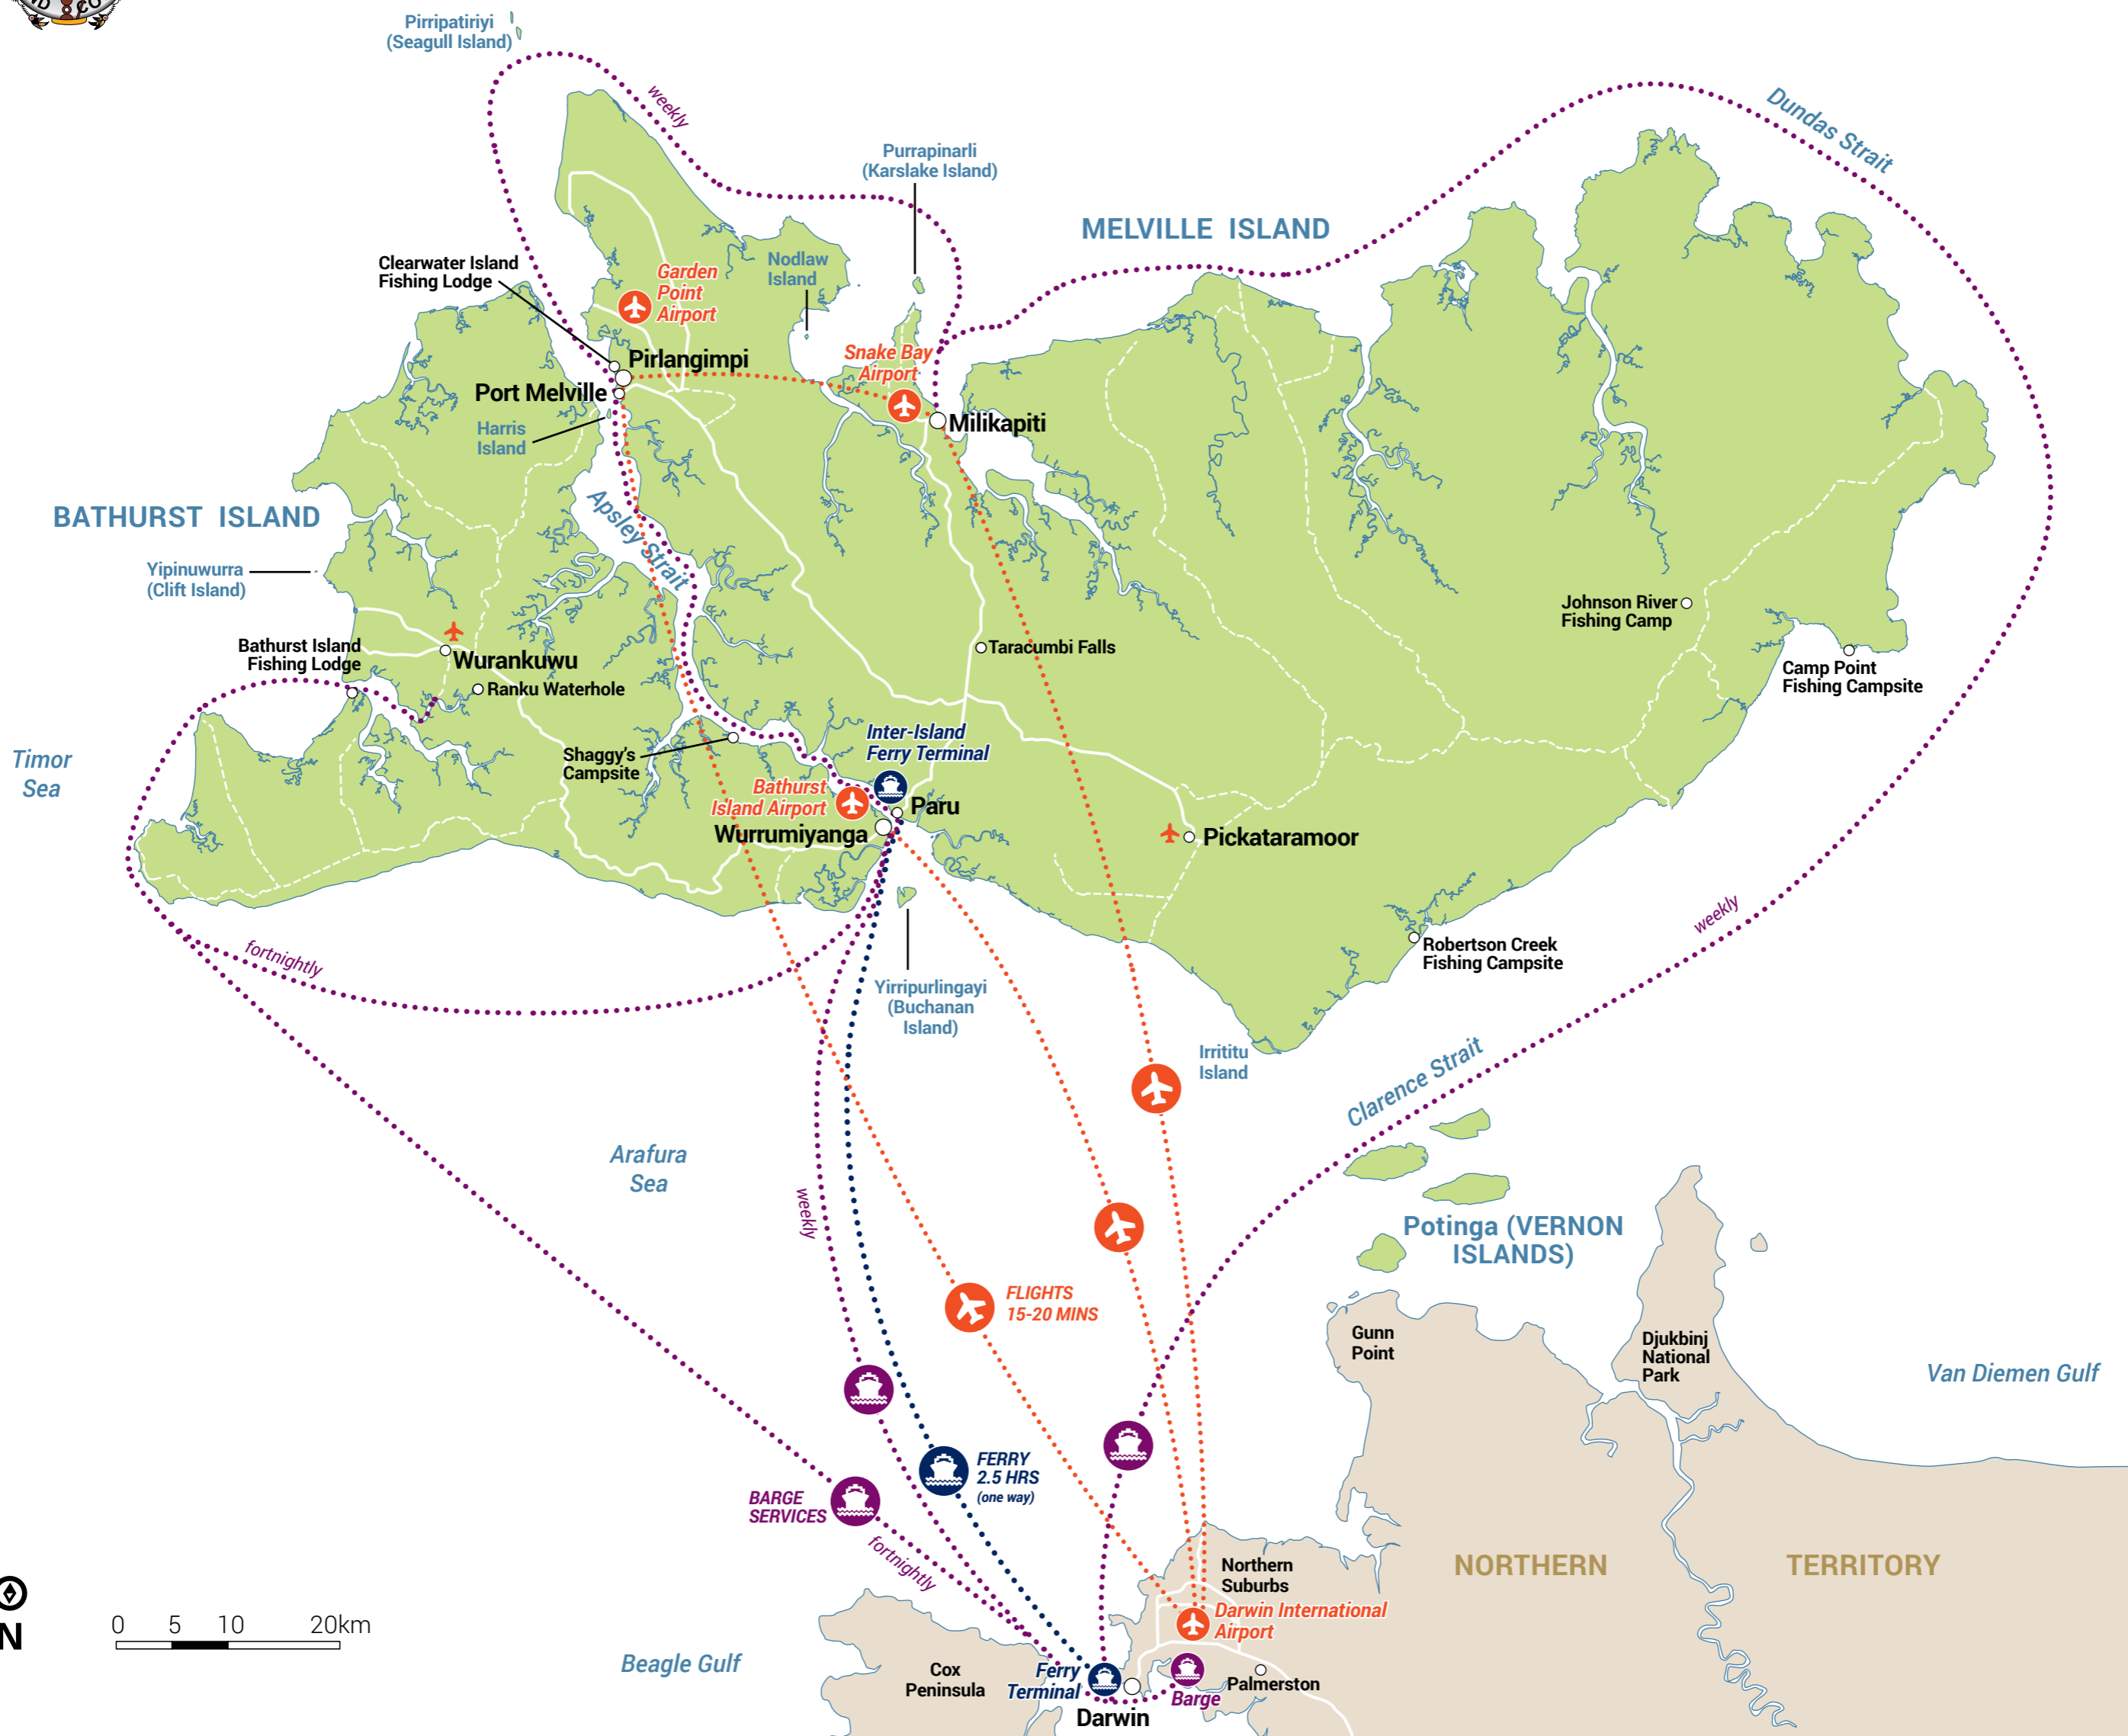 Pirripatiriyi
(Seagull Island)
weekly
Dundas Strait
Purrapinarli
(Karslake Island)
MELVILLE ISLAND
Clearwater Island
Fishing Lodge
Garden
Point
Airport
Nodlaw
Island
Snake Bay
Airport
Pirlangimpi
Port Melville
Harris
Island
Milikapiti
BATHURST ISLAND
Apsley Strait
Yipinuwurra
(Clift Island)
Johnson River
Fishing Camp
Bathurst Island
Fishing Lodge
Wurankuwu
Taracumbi Falls
Ranku Waterhole
Camp Point
Fishing Campsite
Timor
Sea
Shaggy's
Campsite
Inter-Island
Ferry Terminal
Bathurst
Island Airport
Paru
Wurrumiyanga
Pickataramoor
weekly
fortnightly
Robertson Creek
Fishing Campsite
Yirripurlingayi
(Buchanan
Island)
Irrititu
Island
Clarence Strait
Arafura
Sea
weekly
Potinga (VERNON
ISLANDS)
FLIGHTS
15-20 MINS
Gunn
Point
Djukbinj
National
Park
Van Diemen Gulf
FERRY
2.5 HRS
(one way)
BARGE
SERVICES
fortnightly
Northern
Suburbs
NORTHERN TERRITORY
Darwin International
Airport
N
0 5 10 20km
Beagle Gulf
Cox
Peninsula
Ferry
Terminal
Barge
Palmerston
Darwin